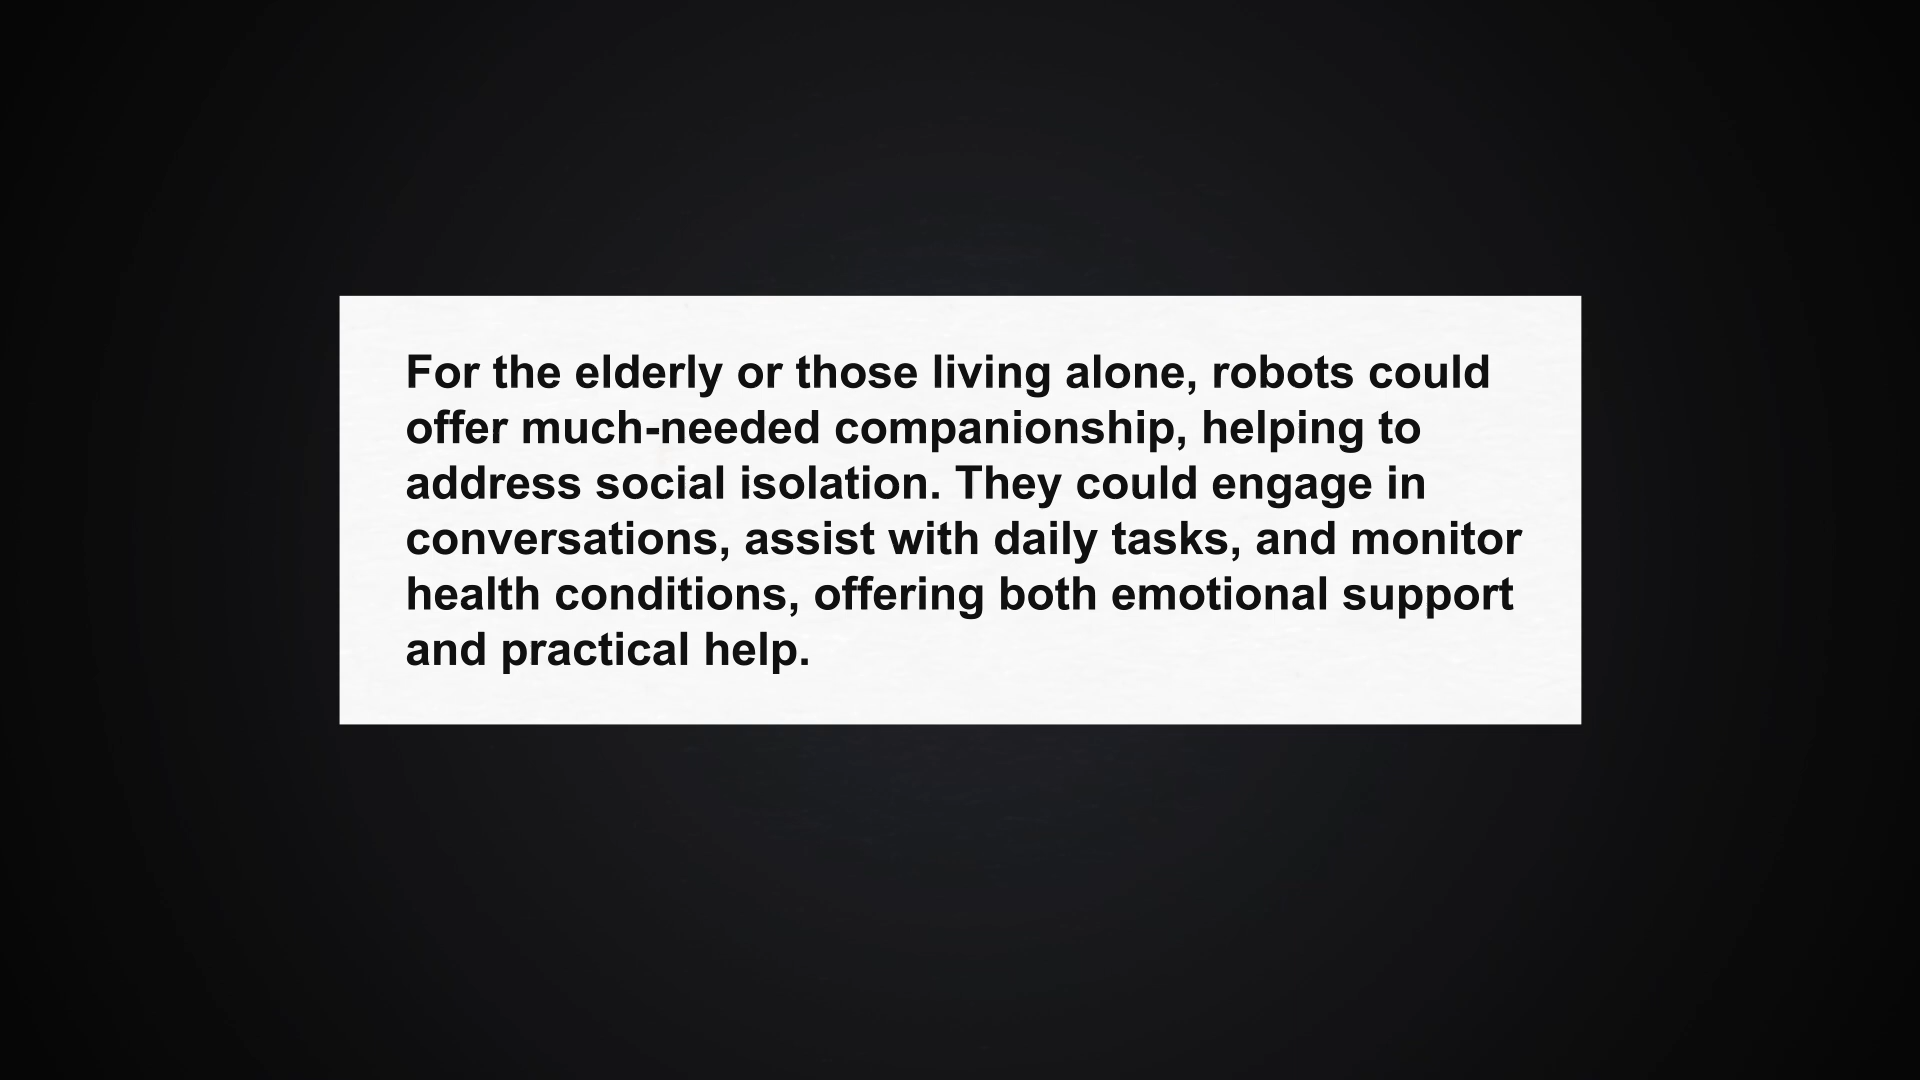 For the elderly or those living alone, robots could
offer much-needed companionship, helping to
address social isolation. They could engage in
conversations, assist with daily tasks, and monitor
health conditions, offering both emotional support
and practical help.